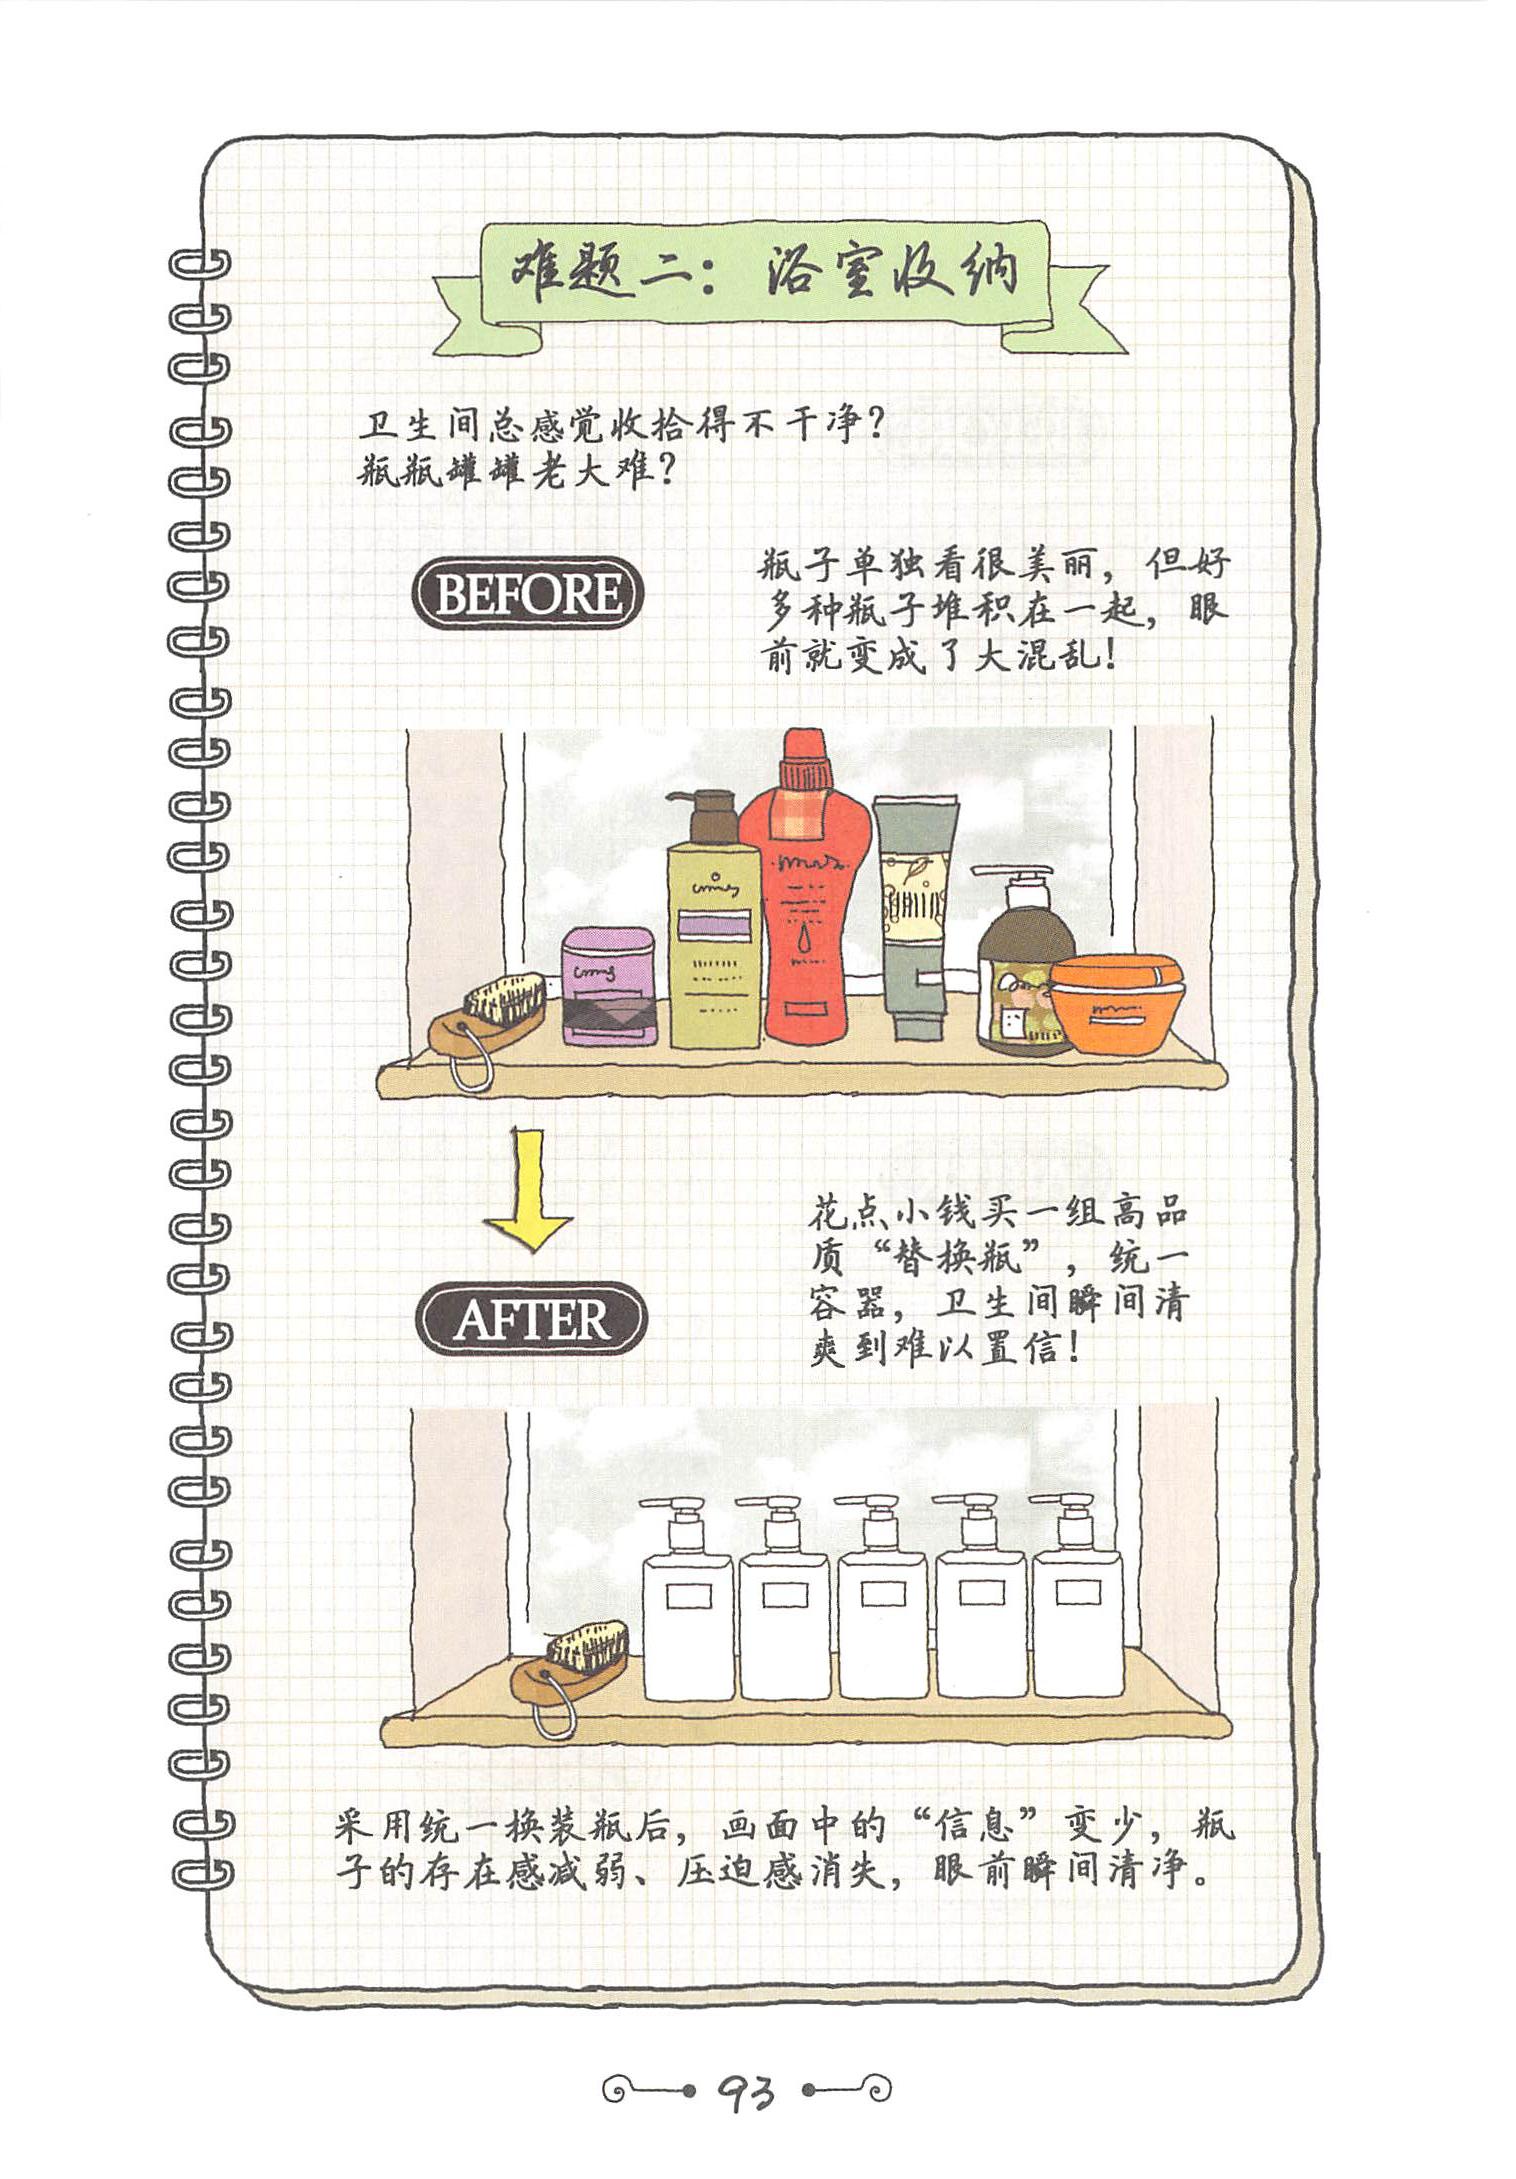 难题二：浴室收纳
卫生间总感觉收拾得不干净？
瓶瓶罐罐老大难？
BEFORE
瓶子单独看很美丽，但好
多种瓶子堆积在一起，眼
前就变成了大混乱！
花点小钱买一组高品
质“替换瓶”，统一
容器，卫生间瞬间清
爽到难以置信！
AFTER
采用统一换装瓶后，画面中的“信息”变少，瓶
子的存在感减弱、压迫感消失，眼前瞬间清净。
93